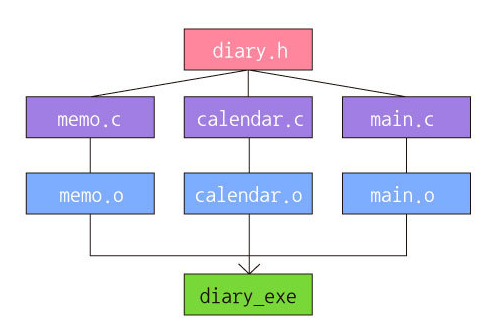 diary.h
memo.c
calendar.c
main.c
memo.o
calendar.o
main.o
diary_exe